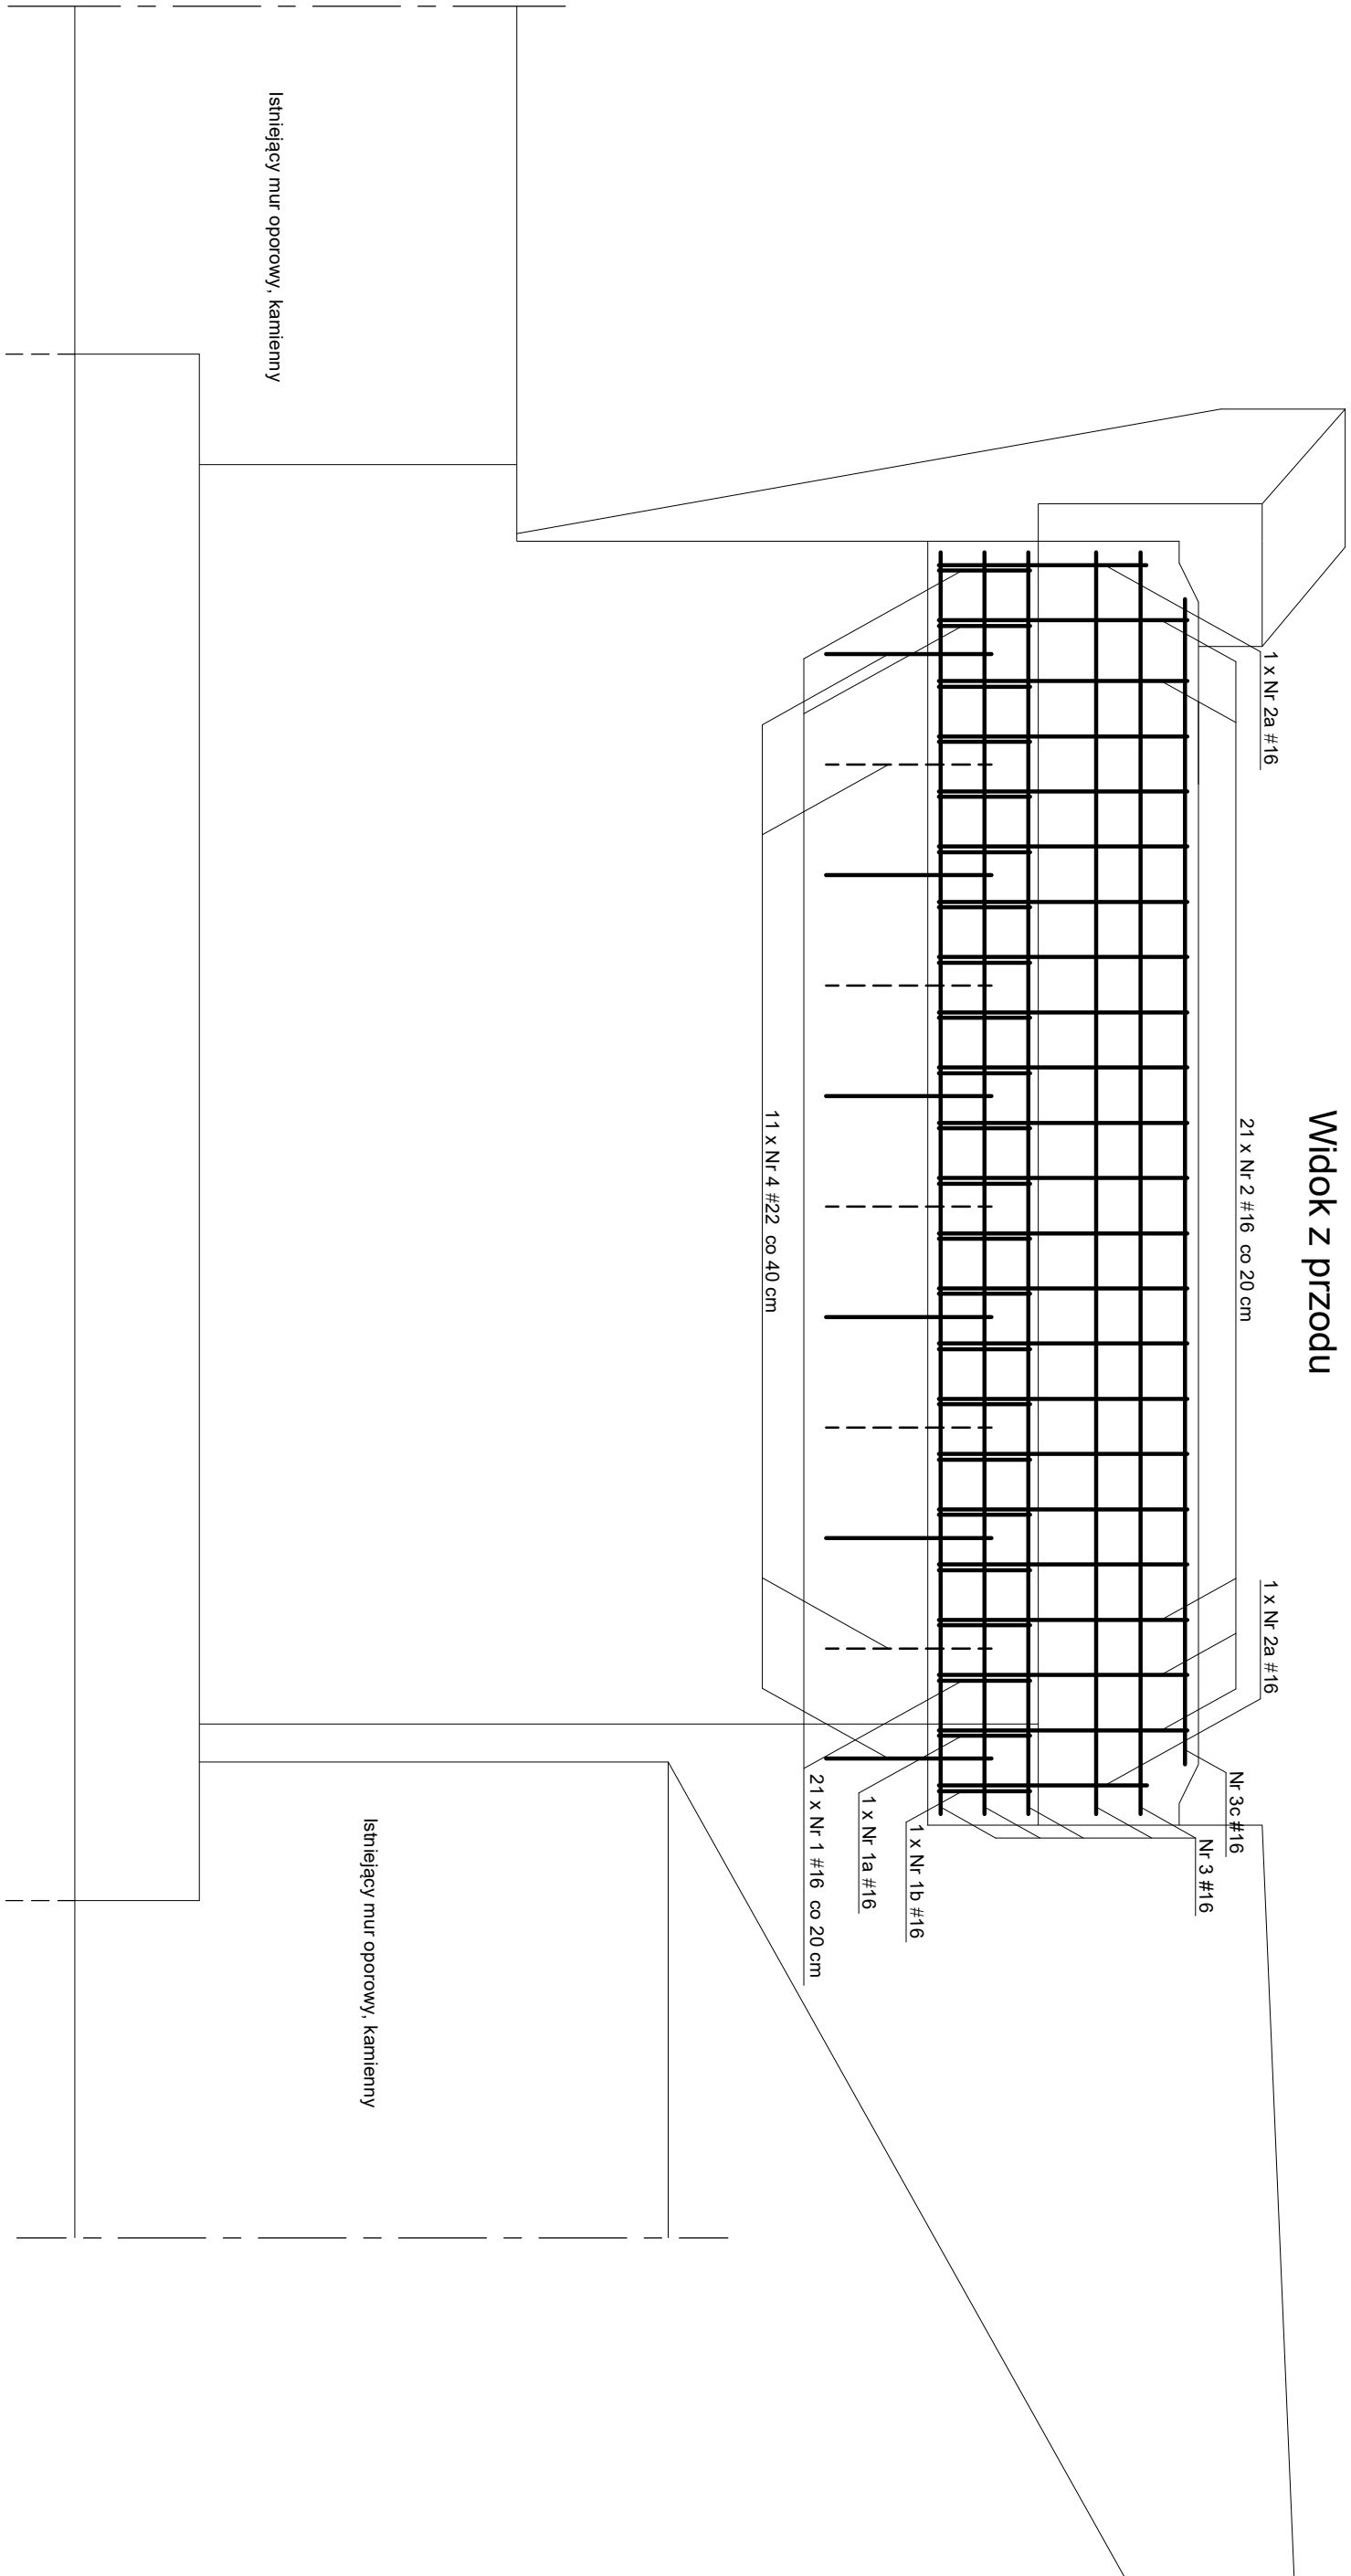 Widok z przodu
1 x Nr 2a #16
21 x Nr 2 #16 co 20 cm
1 x Nr 2a #16
Nr 3c #16
Nr 3 #16
1 x Nr 1b #16
1 x Nr 1a #16
21 x Nr 1 #16 co 20 cm
11 x Nr 4 #22 co 40 cm
Istniejący mur oporowy, kamienny
Istniejący mur oporowy, kamienny